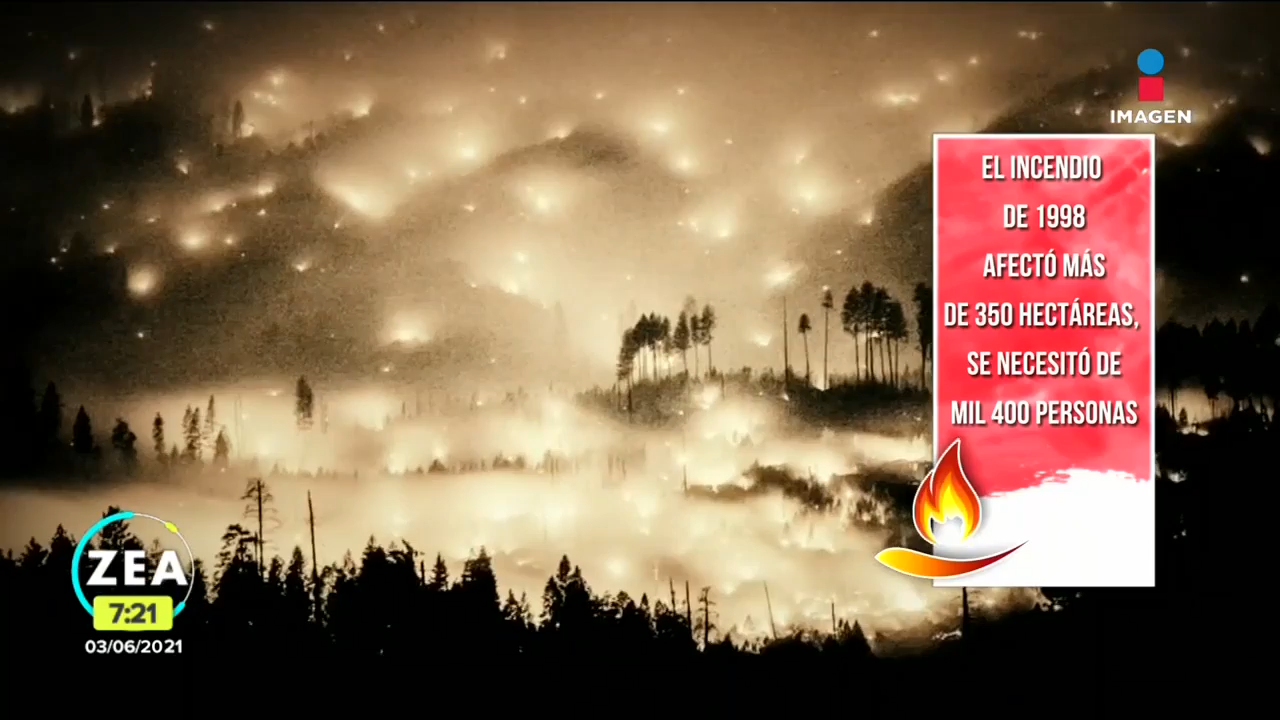 IMAGEN
EL INCENDIO
DE 1998
AFECTÓ MÁS
DE 350 HECTÁREAS,
SE NECESITÓ DE
MIL 400 PERSONAS
ZEA
7:21
03/06/2021